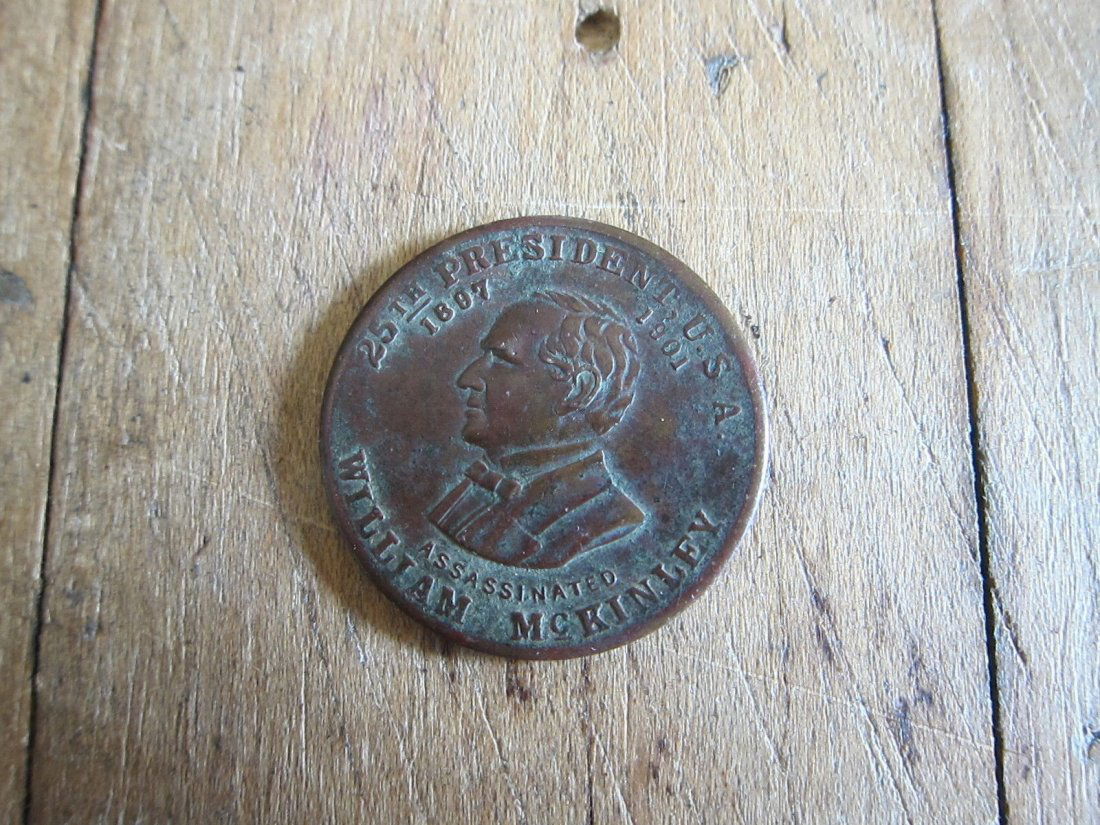 25TH PRESIDENT, U.S.A.
1897 1901
ASSASSINATED
WILLIAM McKINLEY